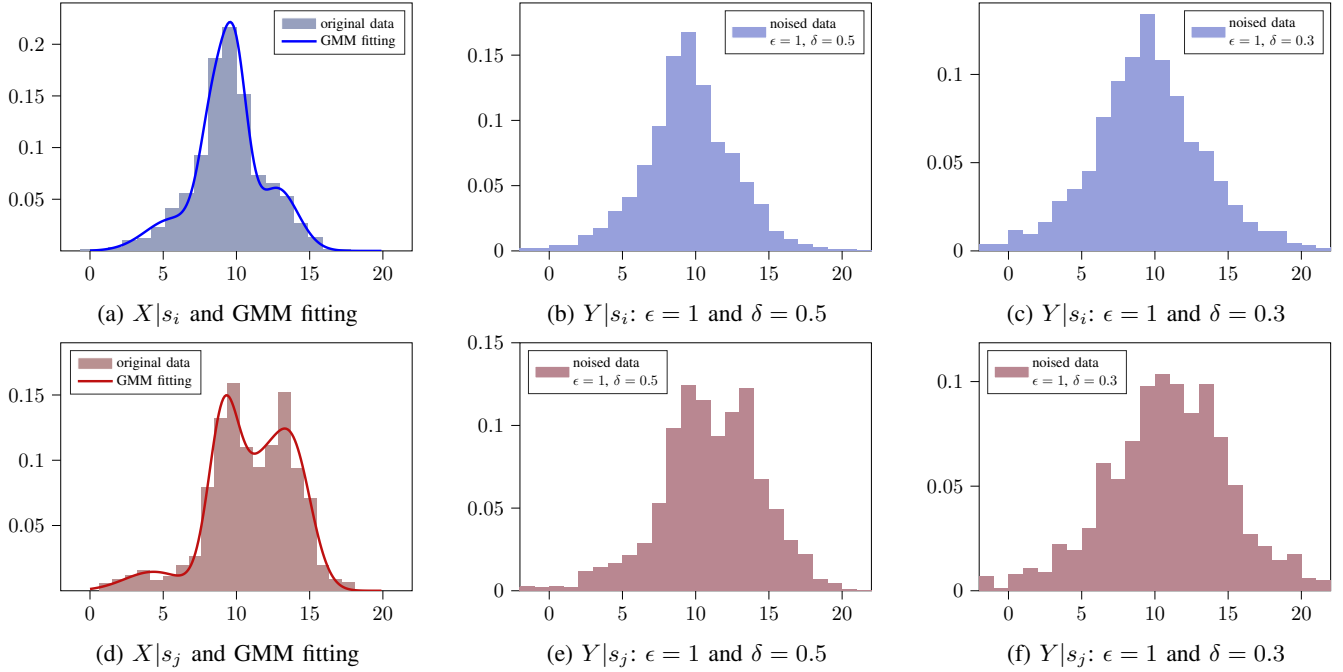 original data
GMM fitting
0.2
0.15
0.1
0.05
0 5 10 15 20
(a) X|s_i and GMM fitting
noised data
ϵ = 1, δ = 0.5
0.15
0.1
0.05
0
0 5 10 15 20
(b) Y|s_i: ϵ = 1 and δ = 0.5
noised data
ϵ = 1, δ = 0.3
0.1
0.05
0
0 5 10 15 20
(c) Y|s_i: ϵ = 1 and δ = 0.3
original data
GMM fitting
0.15
0.1
0.05
0 5 10 15 20
(d) X|s_j and GMM fitting
noised data
ϵ = 1, δ = 0.5
0.15
0.1
0.05
0
0 5 10 15 20
(e) Y|s_j: ϵ = 1 and δ = 0.5
noised data
ϵ = 1, δ = 0.3
0.1
0.05
0
0 5 10 15 20
(f) Y|s_j: ϵ = 1 and δ = 0.3